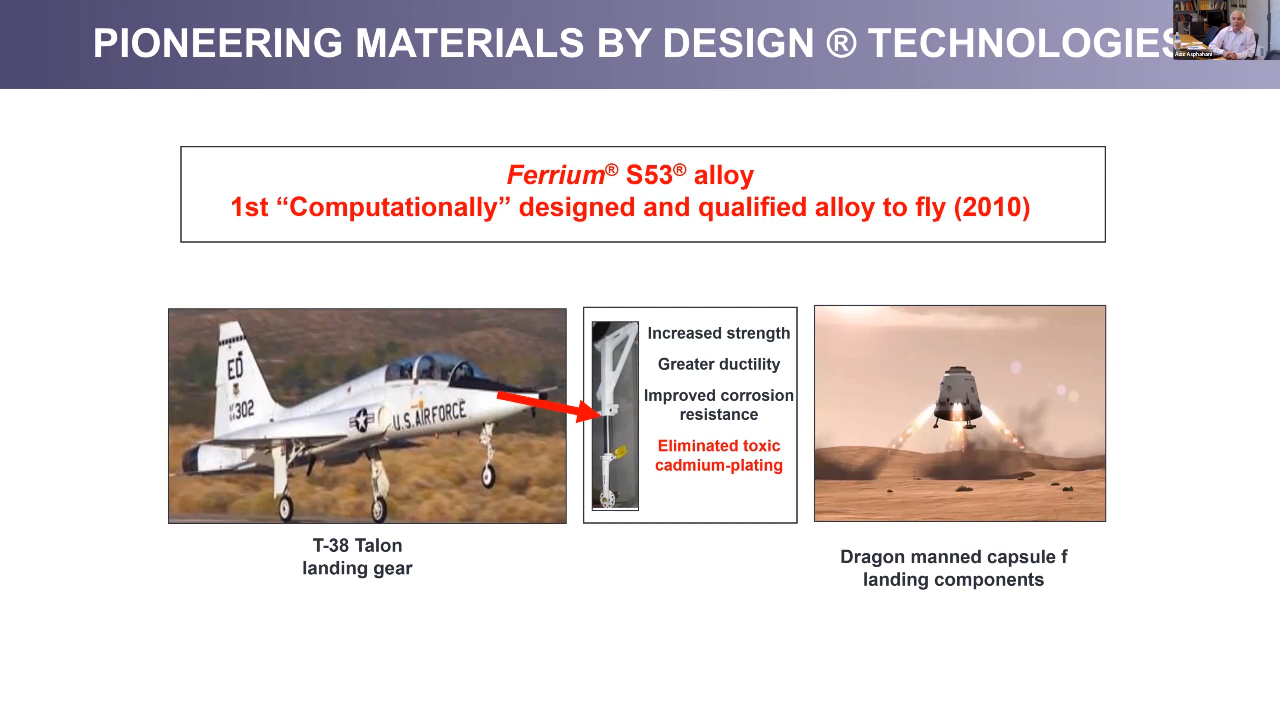 PIONEERING MATERIALS BY DESIGN ® TECHNOLOGIES
Aziz Asphahani
Ferrium® S53® alloy
1st “Computationally” designed and qualified alloy to fly (2010)
ED
302
U.S. AIR FORCE
Increased strength
Greater ductility
Improved corrosion
resistance
Eliminated toxic
cadmium-plating
T-38 Talon
landing gear
Dragon manned capsule f
landing components